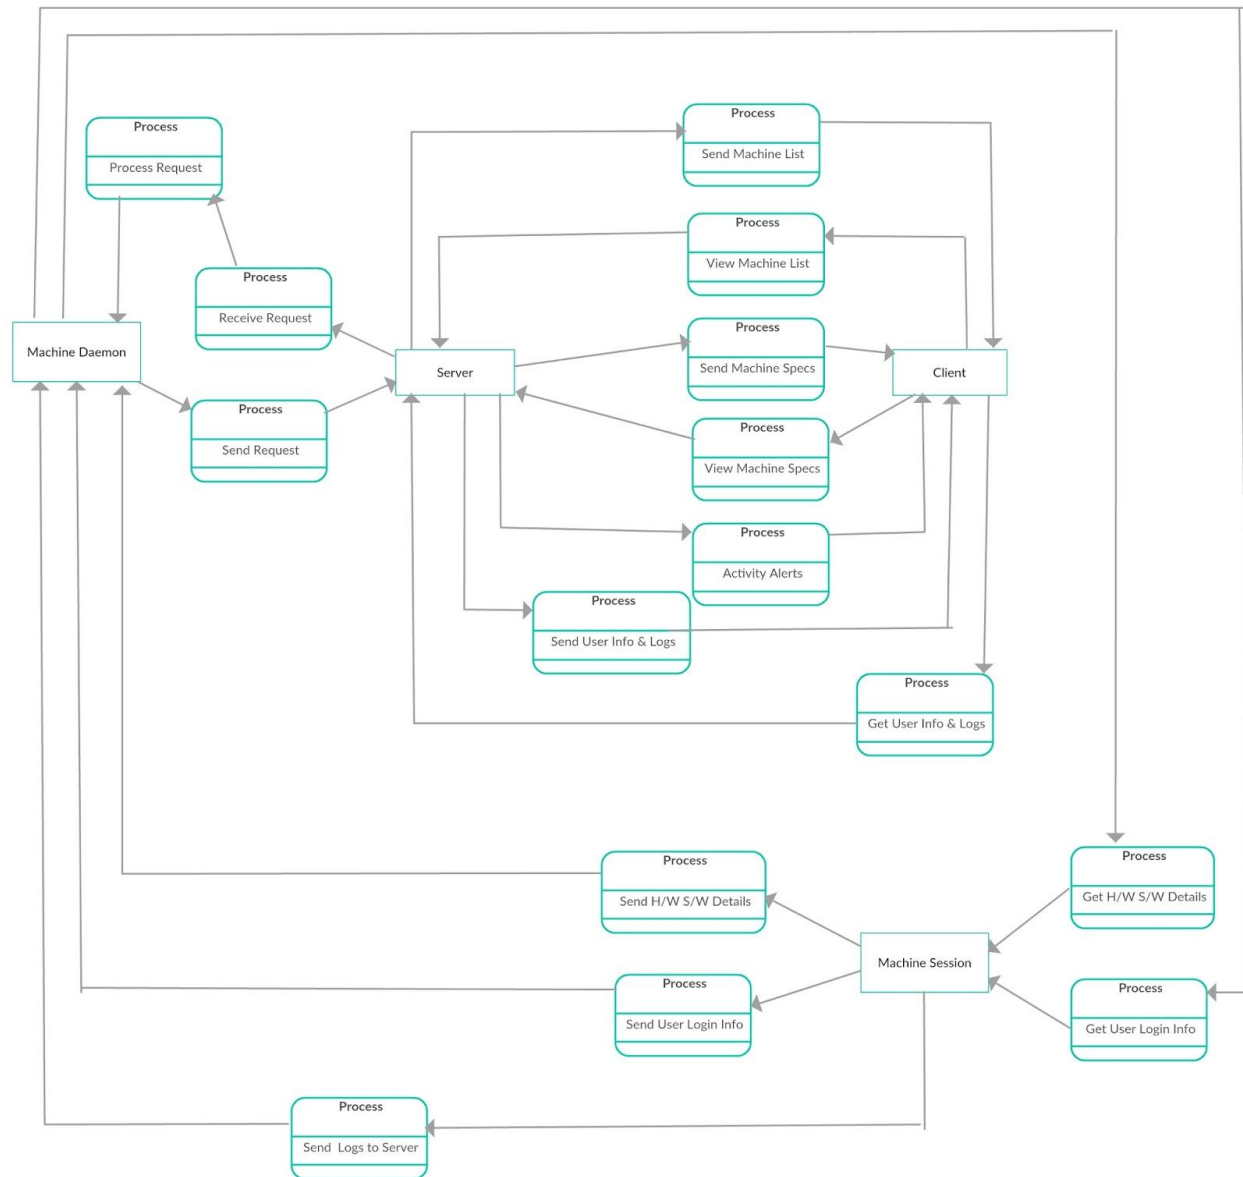 Process
Send Machine List
Process
Process Request
Process
View Machine List
Process
Receive Request
Process
Send Machine Specs
Machine Daemon
Server
Client
Process
Send Request
Process
View Machine Specs
Process
Activity Alerts
Process
Send User Info & Logs
Process
Get User Info & Logs
Process
Send H/W S/W Details
Process
Get H/W S/W Details
Machine Session
Process
Send User Login Info
Process
Get User Login Info
Process
Send  Logs to Server